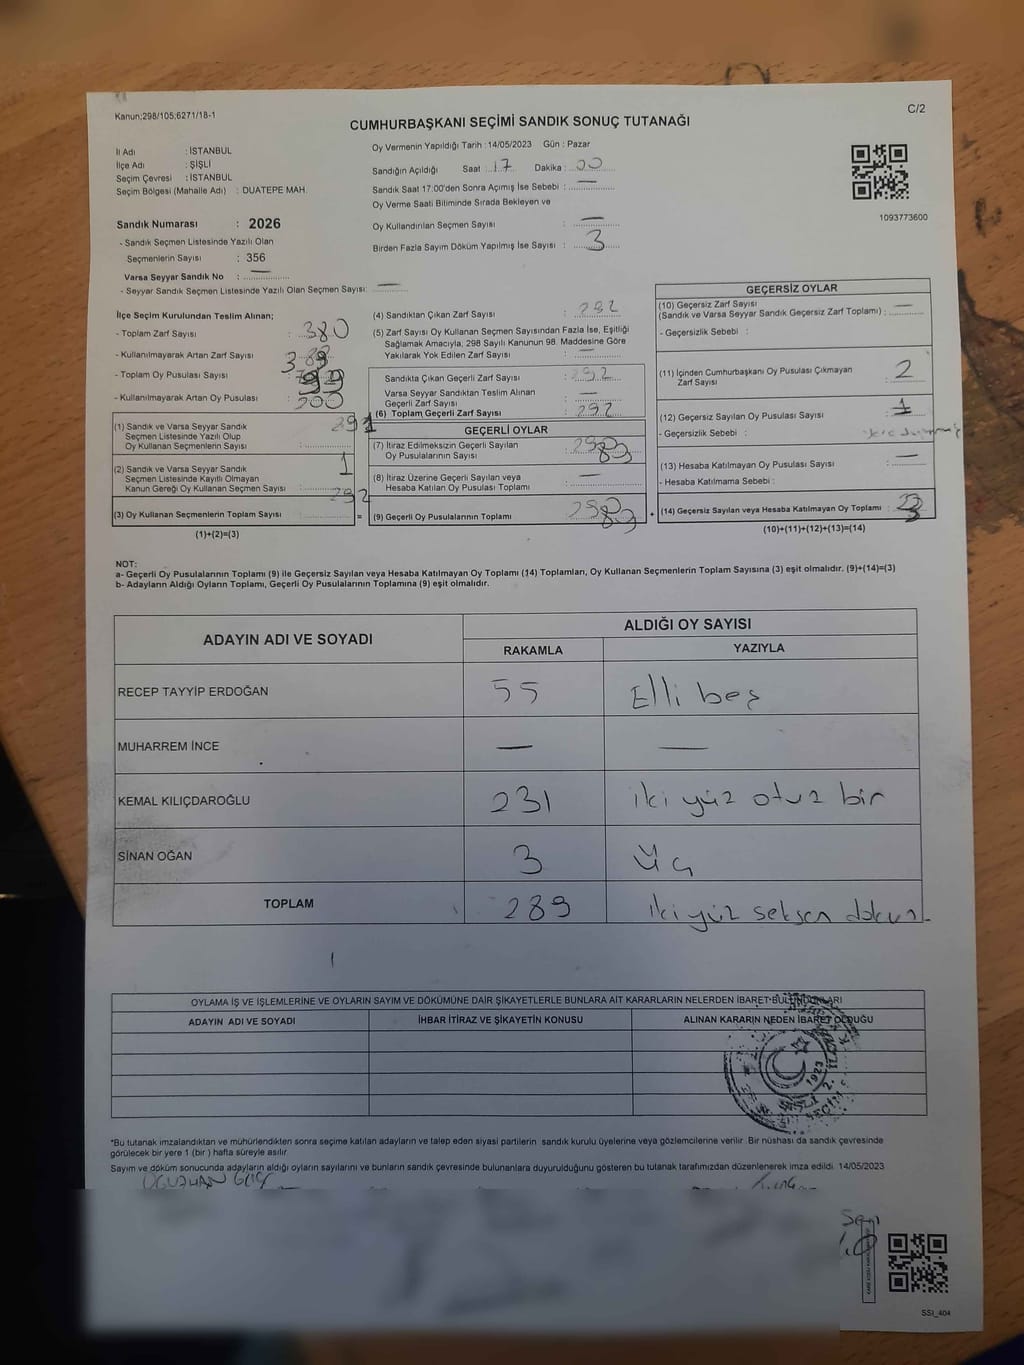 Kanun;298/105;6271/18-1
C/2
CUMHURBAŞKANI SEÇİMİ SANDIK SONUÇ TUTANAĞI
İl Adı : İSTANBUL
İlçe Adı : ŞİŞLİ
Seçim Çevresi : İSTANBUL
Seçim Bölgesi (Mahalle Adı) : DUATEPE MAH.
Sandık Numarası : 2026
- Sandık Seçmen Listesinde Yazılı Olan
Seçmenlerin Sayısı : 356
Varsa Seyyar Sandık No : —
- Seyyar Sandık Seçmen Listesinde Yazılı Olan Seçmen Sayısı: —
Oy Vermenin Yapıldığı Tarih : 14/05/2023 Gün : Pazar
Sandığın Açıldığı Saat : 17 Dakika : 00
Sandık Saat 17:00'den Sonra Açımış İse Sebebi : —
Oy Verme Saati Bitiminde Sırada Bekleyen ve
Oy Kullandırılan Seçmen Sayısı : —
Birden Fazla Sayım Döküm Yapılmış İse Sayısı : 3
1093773600
İlçe Seçim Kurulundan Teslim Alınan;
- Toplam Zarf Sayısı : 380
- Kullanılmayarak Artan Zarf Sayısı :
- Toplam Oy Pusulası Sayısı :
- Kullanılmayarak Artan Oy Pusulası : 200
(1) Sandık ve Varsa Seyyar Sandık
Seçmen Listesinde Yazılı Olup
Oy Kullanan Seçmenlerin Sayısı : 291
(2) Sandık ve Varsa Seyyar Sandık
Seçmen Listesinde Kayıtlı Olmayan
Kanun Gereği Oy Kullanan Seçmen Sayısı : 1
(3) Oy Kullanan Seçmenlerin Toplam Sayısı : 292
(1)+(2)=(3)
(4) Sandıktan Çıkan Zarf Sayısı : 292
(5) Zarf Sayısı Oy Kullanan Seçmen Sayısından Fazla İse, Eşitliği
Sağlamak Amacıyla, 298 Sayılı Kanunun 98. Maddesine Göre
Yakılarak Yok Edilen Zarf Sayısı : —
Sandıkta Çıkan Geçerli Zarf Sayısı : 292
Varsa Seyyar Sandıktan Teslim Alınan
Geçerli Zarf Sayısı : —
(6) Toplam Geçerli Zarf Sayısı : 292
GEÇERLİ OYLAR
(7) İtiraz Edilmeksizin Geçerli Sayılan
Oy Pusulalarının Sayısı :
(8) İtiraz Üzerine Geçerli Sayılan veya
Hesaba Katılan Oy Pusulası Toplamı : —
= (9) Geçerli Oy Pusulalarının Toplamı :
GEÇERSİZ OYLAR
(10) Geçersiz Zarf Sayısı
(Sandık ve Varsa Seyyar Sandık Geçersiz Zarf Toplamı) : —
- Geçersizlik Sebebi :
(11) İçinden Cumhurbaşkanı Oy Pusulası Çıkmayan
Zarf Sayısı : 2
(12) Geçersiz Sayılan Oy Pusulası Sayısı : 1
- Geçersizlik Sebebi :
(13) Hesaba Katılmayan Oy Pusulası Sayısı : —
- Hesaba Katılmama Sebebi :
+ (14) Geçersiz Sayılan veya Hesaba Katılmayan Oy Toplamı : 3
(10)+(11)+(12)+(13)=(14)
NOT:
a- Geçerli Oy Pusulalarının Toplamı (9) ile Geçersiz Sayılan veya Hesaba Katılmayan Oy Toplamı (14) Toplamları, Oy Kullanan Seçmenlerin Toplam Sayısına (3) eşit olmalıdır. (9)+(14)=(3)
b- Adayların Aldığı Oyların Toplamı, Geçerli Oy Pusulalarının Toplamına (9) eşit olmalıdır.
ADAYIN ADI VE SOYADI
ALDIĞI OY SAYISI
RAKAMLA YAZIYLA
RECEP TAYYİP ERDOĞAN 55 Elli beş
MUHARREM İNCE — —
KEMAL KILIÇDAROĞLU 231 iki yüz otuz bir
SİNAN OĞAN 3 Üç
TOPLAM 289 iki yüz seksen dokuz
OYLAMA İŞ VE İŞLEMLERİNE VE OYLARIN SAYIM VE DÖKÜMÜNE DAİR ŞİKAYETLERLE BUNLARA AİT KARARLARIN NELERDEN İBARET BULUNDUKLARI
ADAYIN ADI VE SOYADI İHBAR İTİRAZ VE ŞİKAYETİN KONUSU ALINAN KARARIN NEDEN İBARET OLDUĞU
1923
*Bu tutanak imzalandıktan ve mühürlendikten sonra seçime katılan adayların ve talep eden siyasi partilerin sandık kurulu üyelerine veya gözlemcilerine verilir. Bir nüshası da sandık çevresinde
görülecek bir yere 1 (bir) hafta süreyle asılır.
Sayım ve döküm sonucunda adayların aldığı oyların sayılarını ve bunların sandık çevresinde bulunanlara duyurulduğunu gösteren bu tutanak tarafımızdan düzenlenerek imza edildi. 14/05/2023
OĞUZHAN
SSİ_404